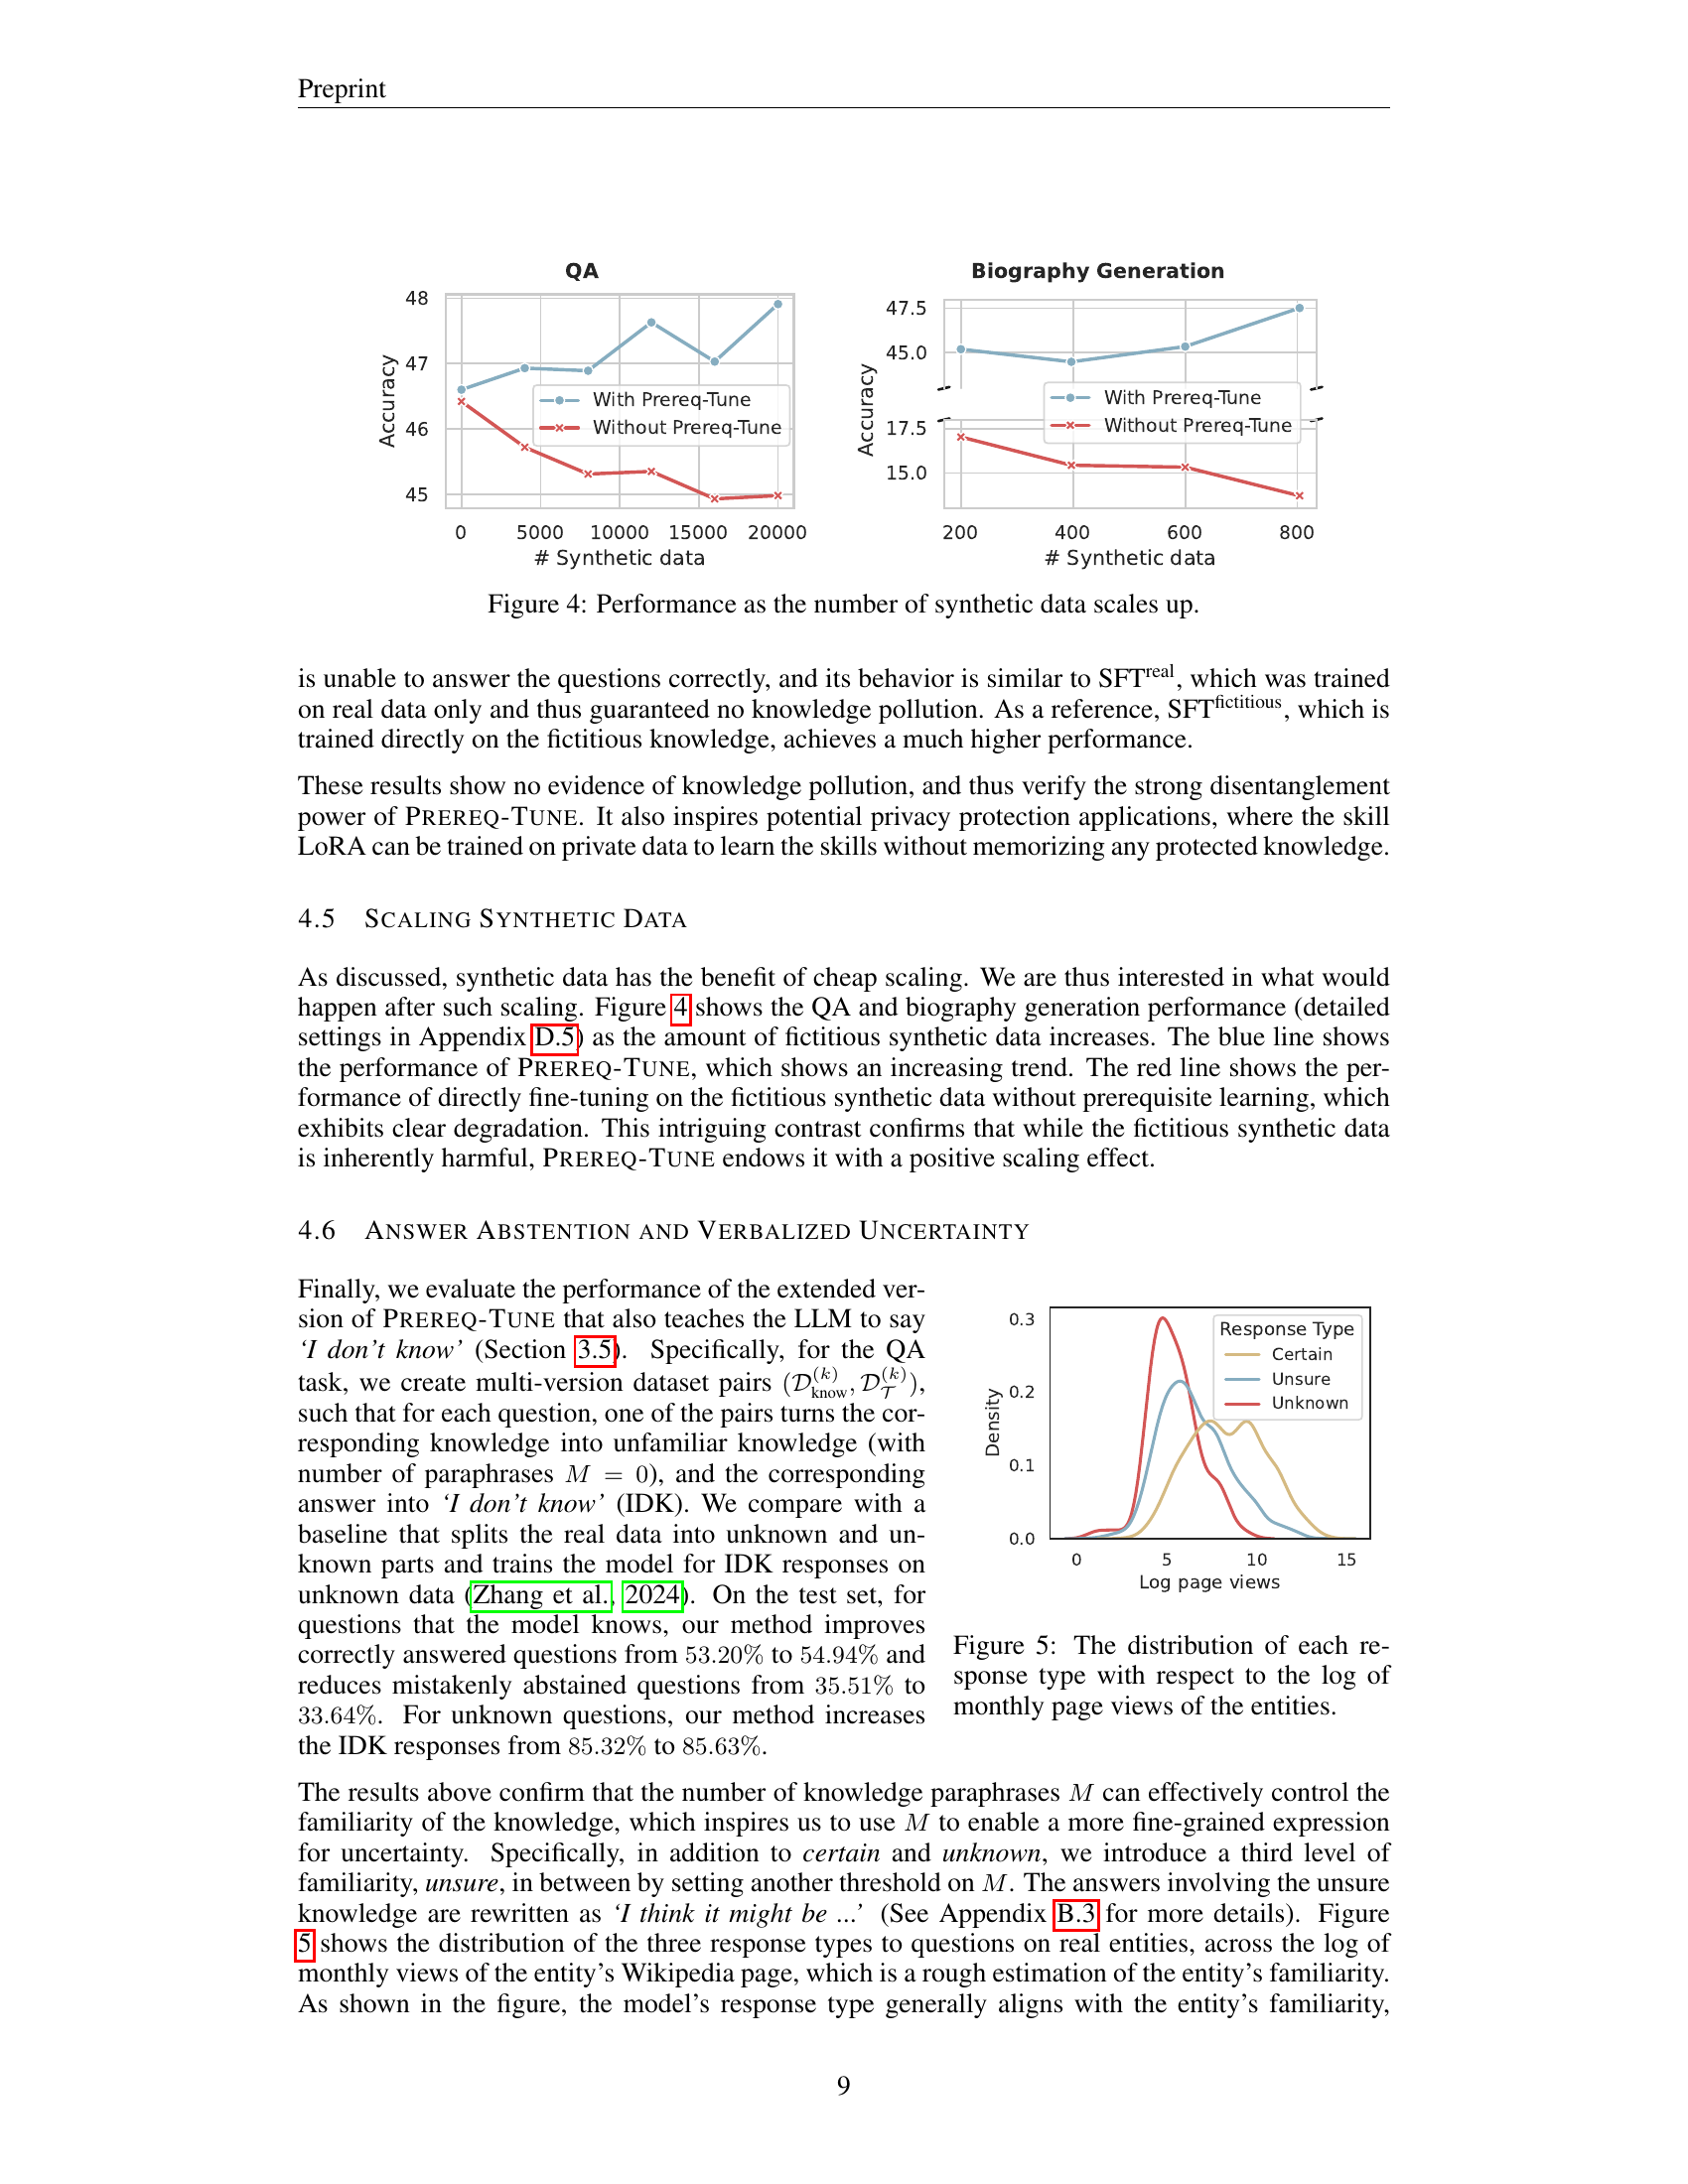 Preprint
QA
48
47
46
45
Accuracy
With Prereq-Tune
Without Prereq-Tune
0 5000 10000 15000 20000
# Synthetic data
Biography Generation
47.5
45.0
17.5
15.0
Accuracy
With Prereq-Tune
Without Prereq-Tune
200 400 600 800
# Synthetic data
Figure 4: Performance as the number of synthetic data scales up.
is unable to answer the questions correctly, and its behavior is similar to SFT^real, which was trained
on real data only and thus guaranteed no knowledge pollution. As a reference, SFT^fictitious, which is
trained directly on the fictitious knowledge, achieves a much higher performance.
These results show no evidence of knowledge pollution, and thus verify the strong disentanglement
power of PREREQ-TUNE. It also inspires potential privacy protection applications, where the skill
LoRA can be trained on private data to learn the skills without memorizing any protected knowledge.
4.5 SCALING SYNTHETIC DATA
As discussed, synthetic data has the benefit of cheap scaling. We are thus interested in what would
happen after such scaling. Figure 4 shows the QA and biography generation performance (detailed
settings in Appendix D.5) as the amount of fictitious synthetic data increases. The blue line shows
the performance of PREREQ-TUNE, which shows an increasing trend. The red line shows the per-
formance of directly fine-tuning on the fictitious synthetic data without prerequisite learning, which
exhibits clear degradation. This intriguing contrast confirms that while the fictitious synthetic data
is inherently harmful, PREREQ-TUNE endows it with a positive scaling effect.
4.6 ANSWER ABSTENTION AND VERBALIZED UNCERTAINTY
Finally, we evaluate the performance of the extended ver-
sion of PREREQ-TUNE that also teaches the LLM to say
‘I don’t know’ (Section 3.5). Specifically, for the QA
task, we create multi-version dataset pairs (D_know^(k), D_T^(k)),
such that for each question, one of the pairs turns the cor-
responding knowledge into unfamiliar knowledge (with
number of paraphrases M = 0), and the corresponding
answer into ‘I don’t know’ (IDK). We compare with a
baseline that splits the real data into unknown and un-
known parts and trains the model for IDK responses on
unknown data (Zhang et al., 2024). On the test set, for
questions that the model knows, our method improves
correctly answered questions from 53.20% to 54.94% and
reduces mistakenly abstained questions from 35.51% to
33.64%. For unknown questions, our method increases
the IDK responses from 85.32% to 85.63%.
0.3
0.2
0.1
0.0
Density
Response Type
Certain
Unsure
Unknown
0 5 10 15
Log page views
Figure 5: The distribution of each re-
sponse type with respect to the log of
monthly page views of the entities.
The results above confirm that the number of knowledge paraphrases M can effectively control the
familiarity of the knowledge, which inspires us to use M to enable a more fine-grained expression
for uncertainty. Specifically, in addition to certain and unknown, we introduce a third level of
familiarity, unsure, in between by setting another threshold on M. The answers involving the unsure
knowledge are rewritten as ‘I think it might be ...’ (See Appendix B.3 for more details). Figure
5 shows the distribution of the three response types to questions on real entities, across the log of
monthly views of the entity’s Wikipedia page, which is a rough estimation of the entity’s familiarity.
As shown in the figure, the model’s response type generally aligns with the entity’s familiarity,
9